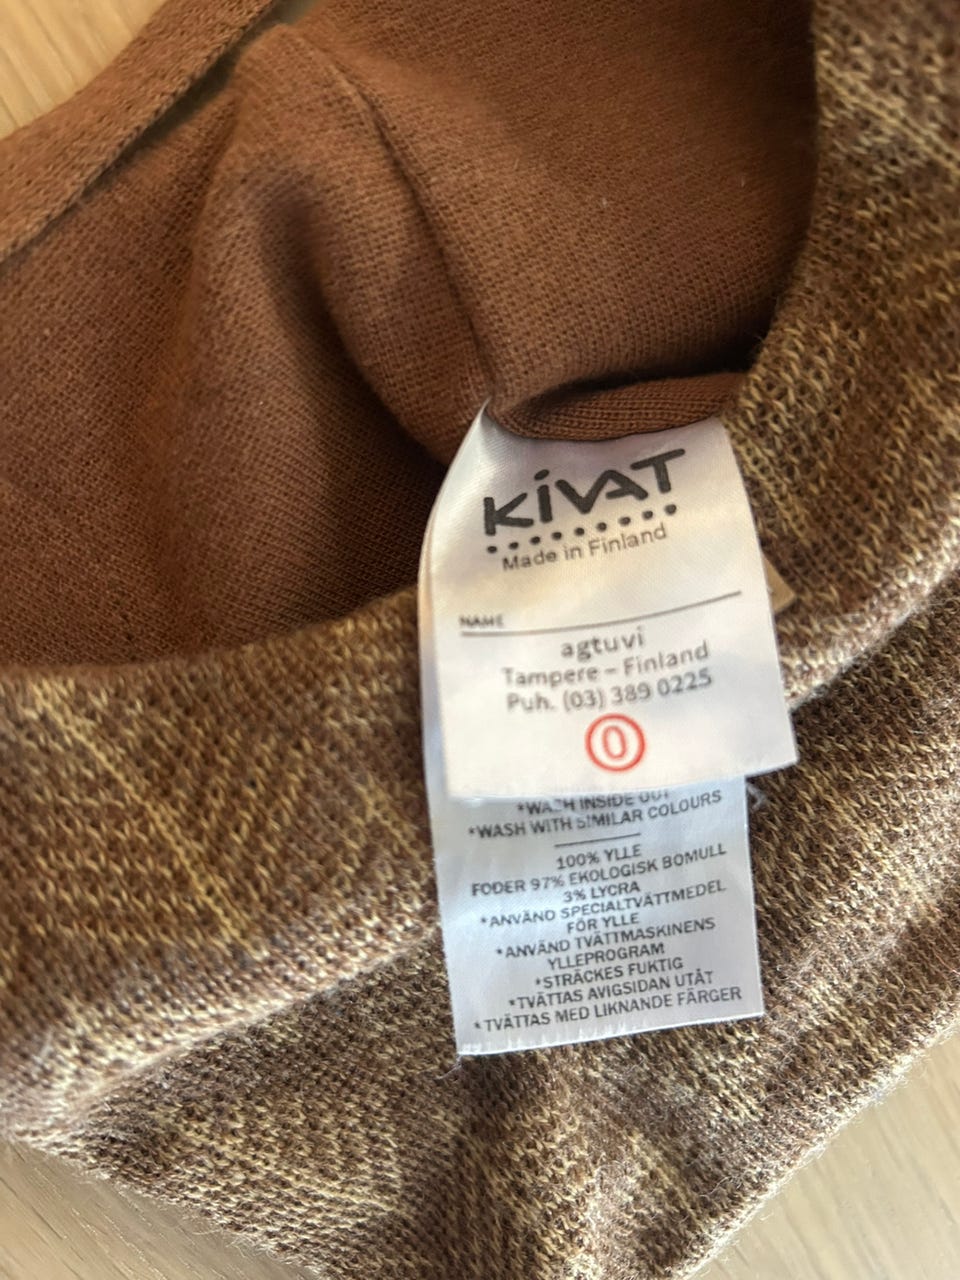 KiVAT
Made in Finland
NAME
agtuvi
Tampere – Finland
Puh. (03) 389 0225
0
*WASH INSIDE OUT
*WASH WITH SIMILAR COLOURS
100% YLLE
FODER 97% EKOLOGISK BOMULL
3% LYCRA
*ANVÄND SPECIALTVÄTTMEDEL
FÖR YLLE
*ANVÄND TVÄTTMASKINENS
YLLEPROGRAM
*STRÄCKES FUKTIG
*TVÄTTAS AVIGSIDAN UTÅT
*TVÄTTAS MED LIKNANDE FÄRGER